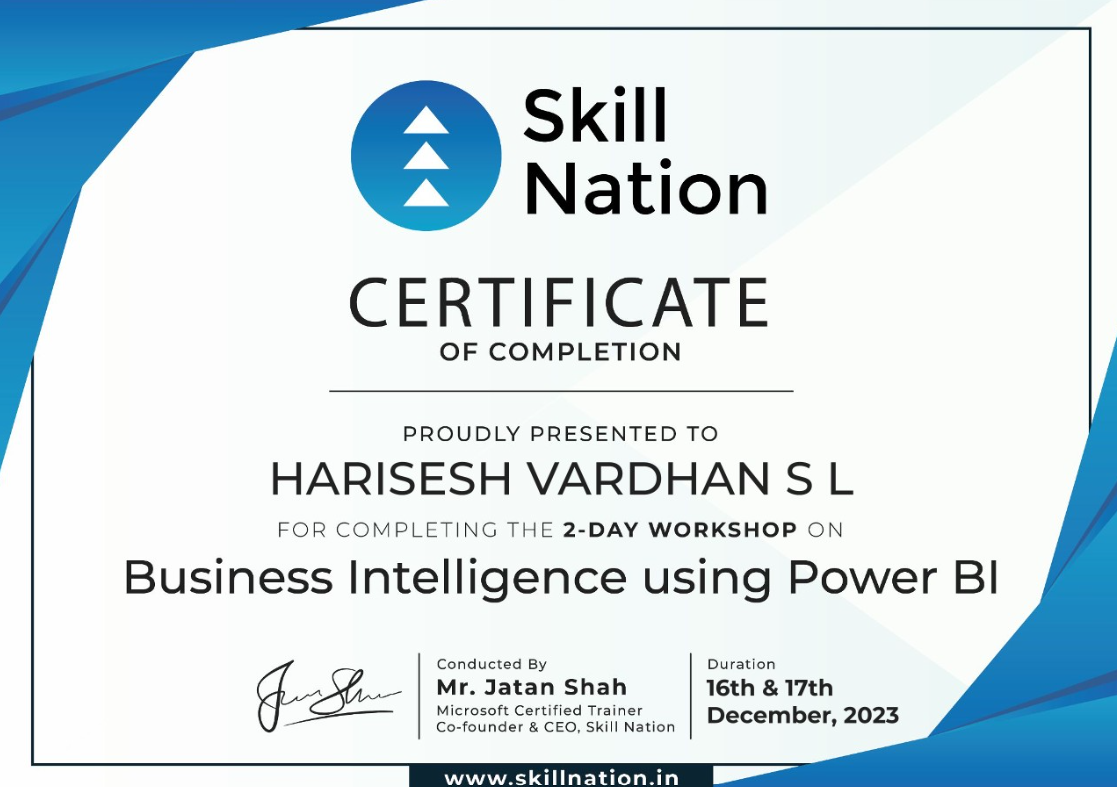 Skill
Nation
CERTIFICATE
OF COMPLETION
PROUDLY PRESENTED TO
HARISESH VARDHAN S L
FOR COMPLETING THE 2-DAY WORKSHOP ON
Business Intelligence using Power BI
Conducted By
Mr. Jatan Shah
Microsoft Certified Trainer
Co-founder & CEO, Skill Nation
Duration
16th & 17th
December, 2023
www.skillnation.in